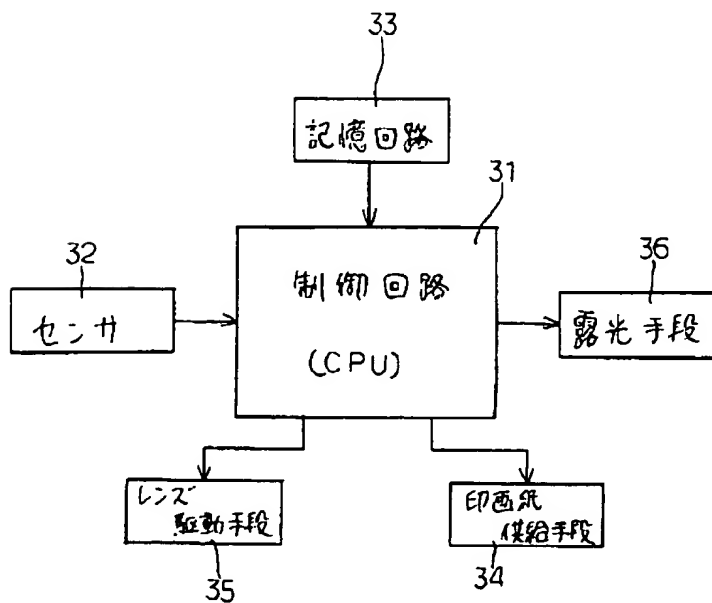 33
記憶回路
31
制御回路
(CPU)
32
センサ
36
露光手段
レンズ
駆動手段
35
印画紙
供給手段
34